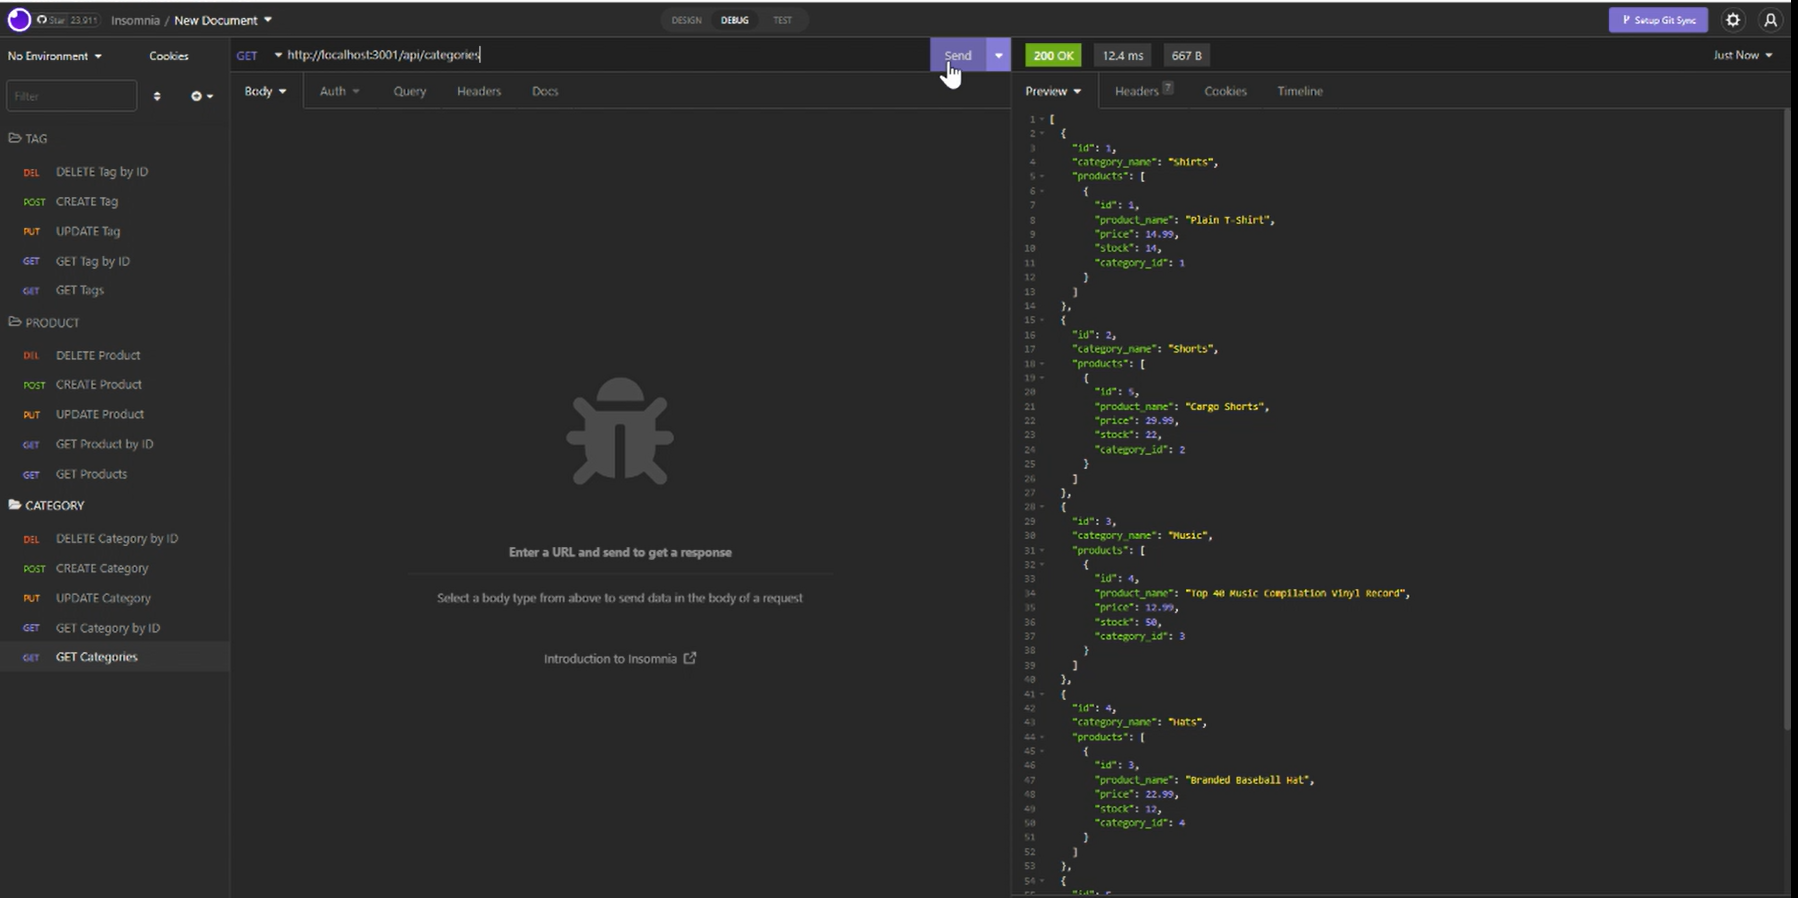 Star 23,911 Insomnia / New Document DESIGN DEBUG TEST Setup Git Sync
No Environment Cookies GET http://localhost:3001/api/categories Send 200 OK 12.4 ms 667 B Just Now
Filter
Body Auth Query Headers Docs Preview Headers 7 Cookies Timeline
TAG
DEL DELETE Tag by ID
POST CREATE Tag
PUT UPDATE Tag
GET GET Tag by ID
GET GET Tags
PRODUCT
DEL DELETE Product
POST CREATE Product
PUT UPDATE Product
GET GET Product by ID
GET GET Products
CATEGORY
DEL DELETE Category by ID
POST CREATE Category
PUT UPDATE Category
GET GET Category by ID
GET GET Categories
Enter a URL and send to get a response
Select a body type from above to send data in the body of a request
Introduction to Insomnia
1 [
2 {
3 "id": 1,
4 "category_name": "Shirts",
5 "products": [
6 {
7 "id": 1,
8 "product_name": "Plain T-Shirt",
9 "price": 14.99,
10 "stock": 14,
11 "category_id": 1
12 }
13 ]
14 },
15 {
16 "id": 2,
17 "category_name": "Shorts",
18 "products": [
19 {
20 "id": 5,
21 "product_name": "Cargo Shorts",
22 "price": 29.99,
23 "stock": 22,
24 "category_id": 2
25 }
26 ]
27 },
28 {
29 "id": 3,
30 "category_name": "Music",
31 "products": [
32 {
33 "id": 4,
34 "product_name": "Top 40 Music Compilation Vinyl Record",
35 "price": 12.99,
36 "stock": 50,
37 "category_id": 3
38 }
39 ]
40 },
41 {
42 "id": 4,
43 "category_name": "Hats",
44 "products": [
45 {
46 "id": 3,
47 "product_name": "Branded Baseball Hat",
48 "price": 22.99,
49 "stock": 12,
50 "category_id": 4
51 }
52 ]
53 },
54 {